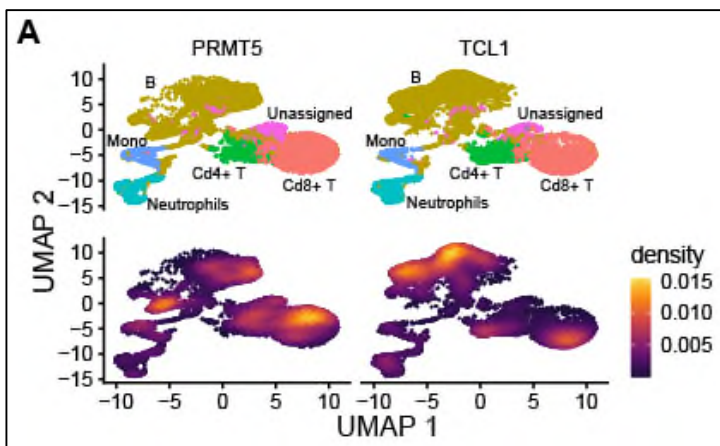 A
PRMT5
TCL1
10
5
0
−5
−10
−15
B
Unassigned
Mono
Cd4+ T
Cd8+ T
Neutrophils
B
Unassigned
Mono
Cd4+ T
Cd8+ T
Neutrophils
UMAP 2
10
5
0
−5
−10
−15
density
0.015
0.010
0.005
−10 −5 0 5 10 −10 −5 0 5 10
UMAP 1